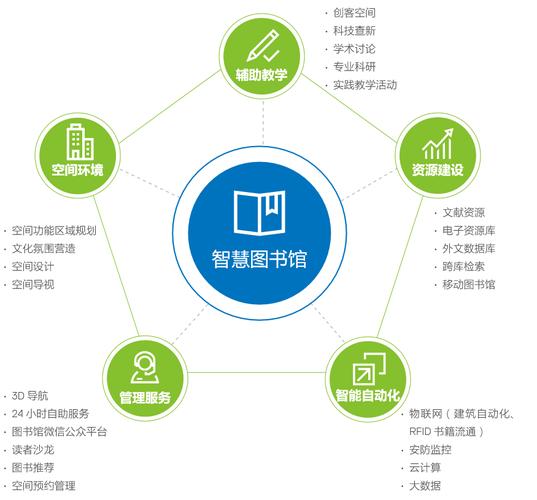 · 创客空间
· 科技查新
· 学术讨论
· 专业科研
· 实践教学活动
辅助教学
空间环境
资源建设
· 空间功能区域规划
· 文化氛围营造
· 空间设计
· 空间导视
智慧图书馆
· 文献资源
· 电子资源库
· 外文数据库
· 跨库检索
· 移动图书馆
管理服务
智能自动化
· 3D 导航
· 24 小时自助服务
· 图书馆微信公众平台
· 读者沙龙
· 图书推荐
· 空间预约管理
· 物联网（建筑自动化、
RFID 书籍流通）
· 安防监控
· 云计算
· 大数据